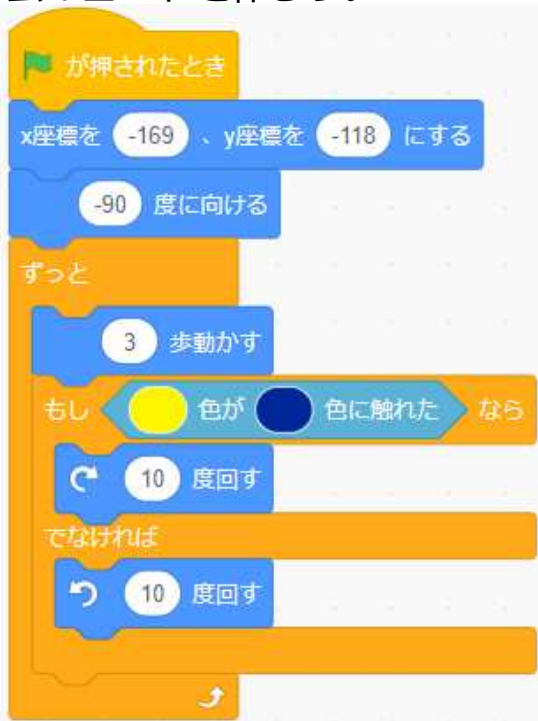 が押されたとき
x座標を -169 、y座標を -118 にする
-90 度に向ける
ずっと
3 歩動かす
もし 色が 色に触れた なら
10 度回す
でなければ
10 度回す